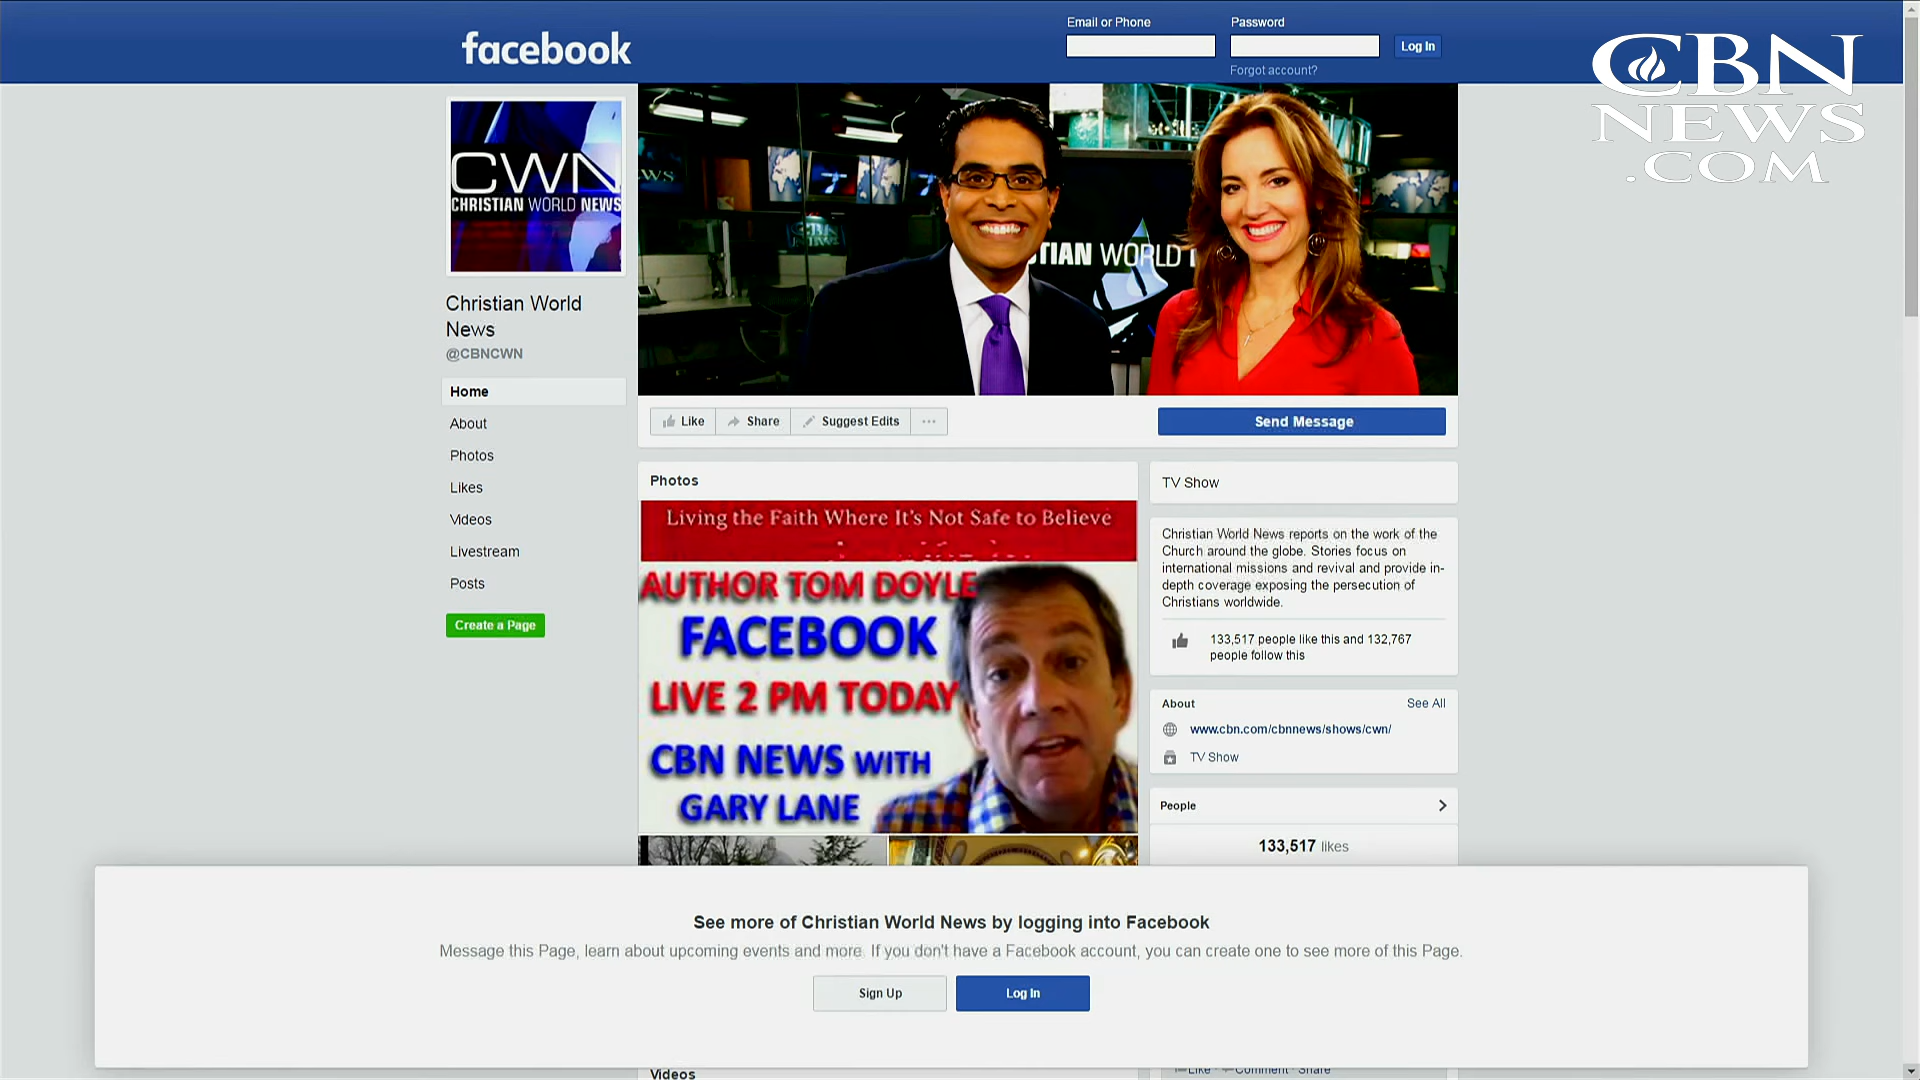 facebook
Email or Phone
Password
Log In
Forgot account?
CBN
NEWS
.COM
CWN
CHRISTIAN WORLD NEWS
Christian World
News
@CBNCWN
Home
About
Photos
Likes
Videos
Livestream
Posts
Create a Page
WS
CBN
NEWS
TIAN WORLD
Like
Share
Suggest Edits
...
Send Message
Photos
Living the Faith Where It's Not Safe to Believe
AUTHOR TOM DOYLE
FACEBOOK
LIVE 2 PM TODAY
CBN NEWS WITH
GARY LANE
TV Show
Christian World News reports on the work of the
Church around the globe. Stories focus on
international missions and revival and provide in-
depth coverage exposing the persecution of
Christians worldwide.
133,517 people like this and 132,767
people follow this
About
See All
www.cbn.com/cbnnews/shows/cwn/
TV Show
People
133,517 likes
See more of Christian World News by logging into Facebook
Message this Page, learn about upcoming events and more. If you don't have a Facebook account, you can create one to see more of this Page.
Sign Up
Log In
Videos
Like · Comment · Share